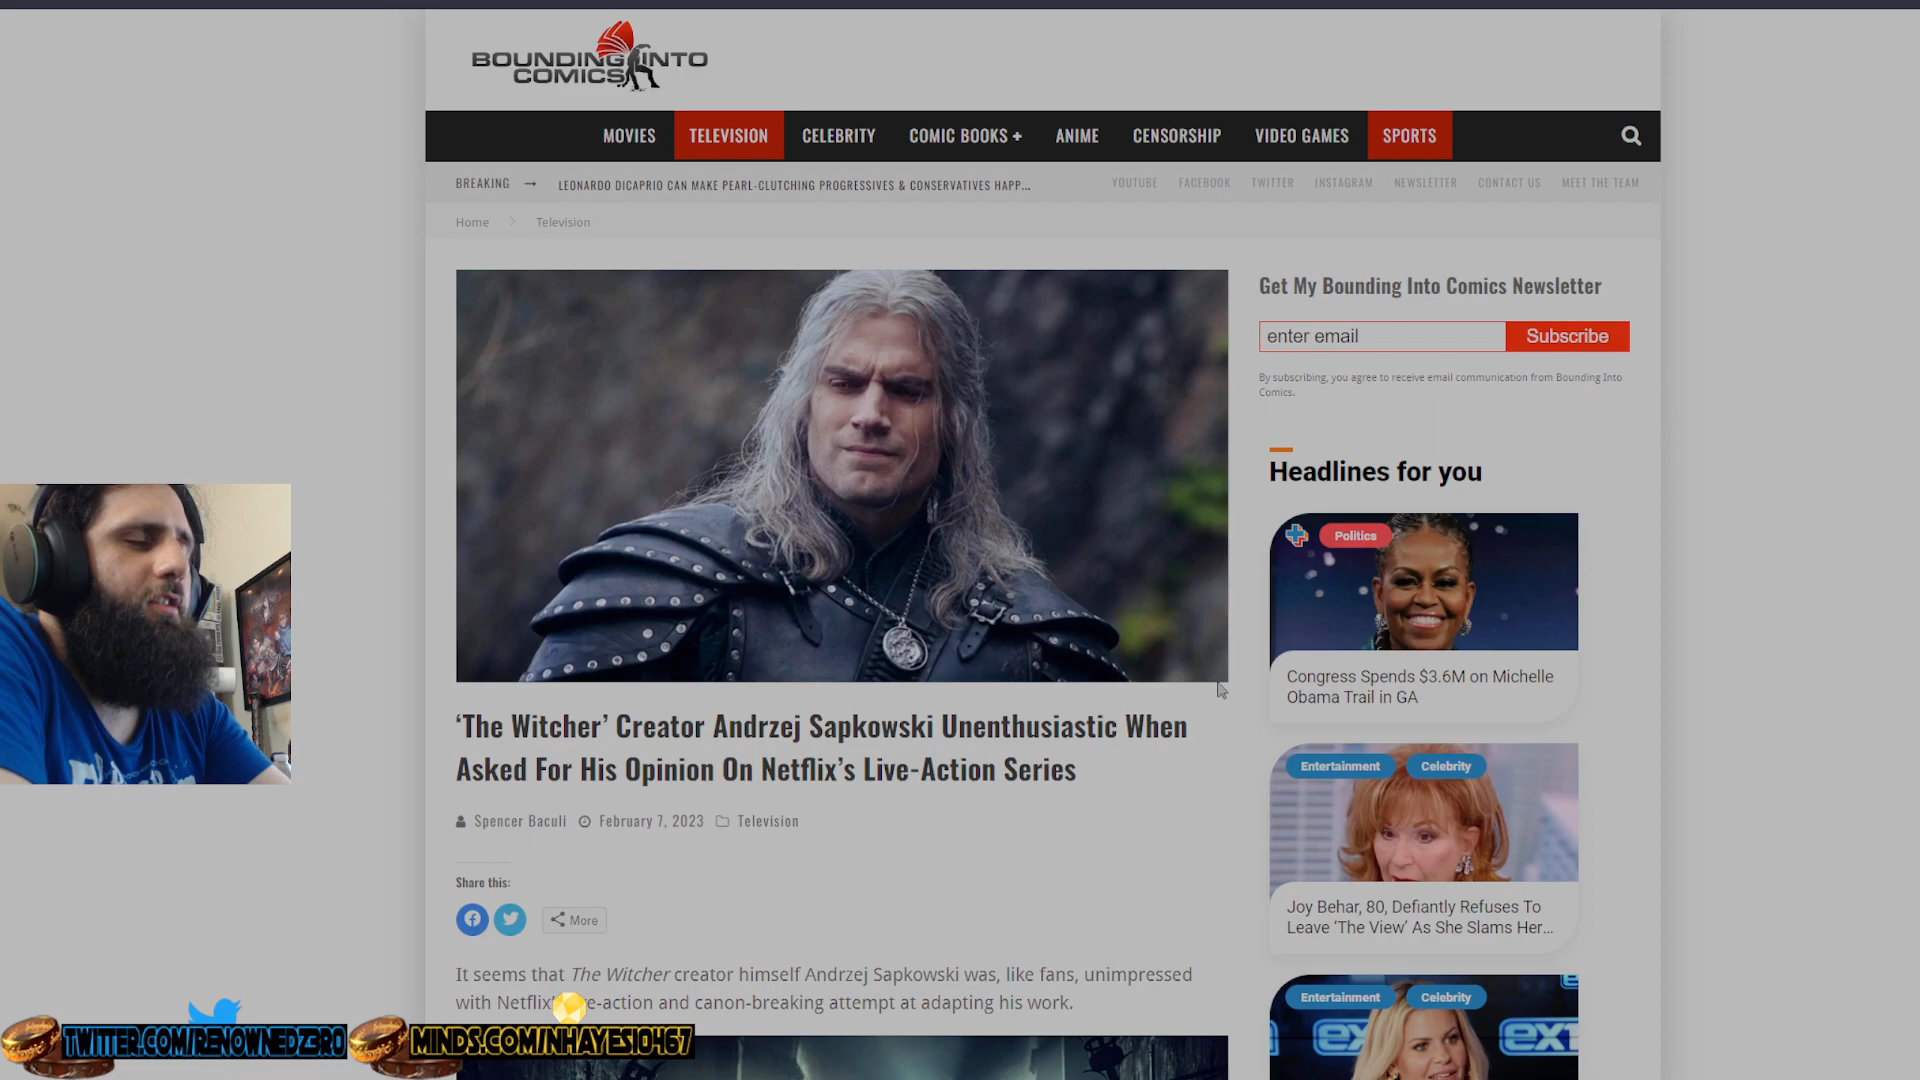 BOUNDING INTO
COMICS
MOVIES TELEVISION CELEBRITY COMIC BOOKS + ANIME CENSORSHIP VIDEO GAMES SPORTS
BREAKING → LEONARDO DICAPRIO CAN MAKE PEARL-CLUTCHING PROGRESSIVES & CONSERVATIVES HAPP... YOUTUBE FACEBOOK TWITTER INSTAGRAM NEWSLETTER CONTACT US MEET THE TEAM
Home > Television
Get My Bounding Into Comics Newsletter
enter email Subscribe
By subscribing, you agree to receive email communication from Bounding Into
Comics.
Headlines for you
Politics
Congress Spends $3.6M on Michelle
Obama Trail in GA
‘The Witcher’ Creator Andrzej Sapkowski Unenthusiastic When
Asked For His Opinion On Netflix’s Live-Action Series
Spencer Baculi February 7, 2023 Television
Entertainment Celebrity
Joy Behar, 80, Defiantly Refuses To
Leave ‘The View’ As She Slams Her...
Share this:
More
It seems that The Witcher creator himself Andrzej Sapkowski was, like fans, unimpressed
with Netflix e-action and canon-breaking attempt at adapting his work.
Entertainment Celebrity
ext
TWITTER.COM/RENOWNEDZ3R0 MINDS.COM/NHAYES10467